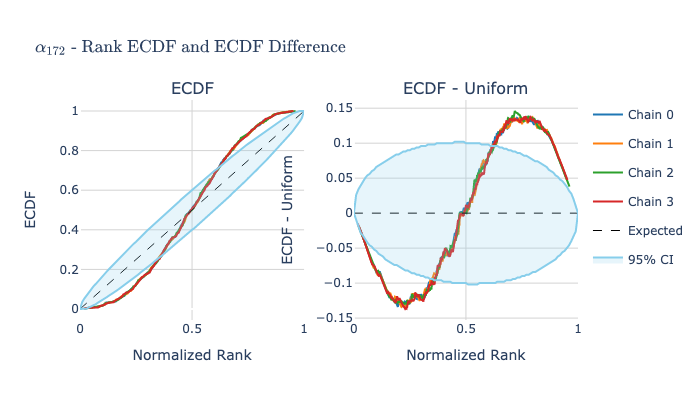 α₁₇₂ - Rank ECDF and ECDF Difference
ECDF
ECDF
1
0.8
0.6
0.4
0.2
0
0
0.5
1
Normalized Rank
ECDF - Uniform
ECDF - Uniform
0.15
0.1
0.05
0
−0.05
−0.1
−0.15
0
0.5
1
Normalized Rank
Chain 0
Chain 1
Chain 2
Chain 3
Expected
95% CI